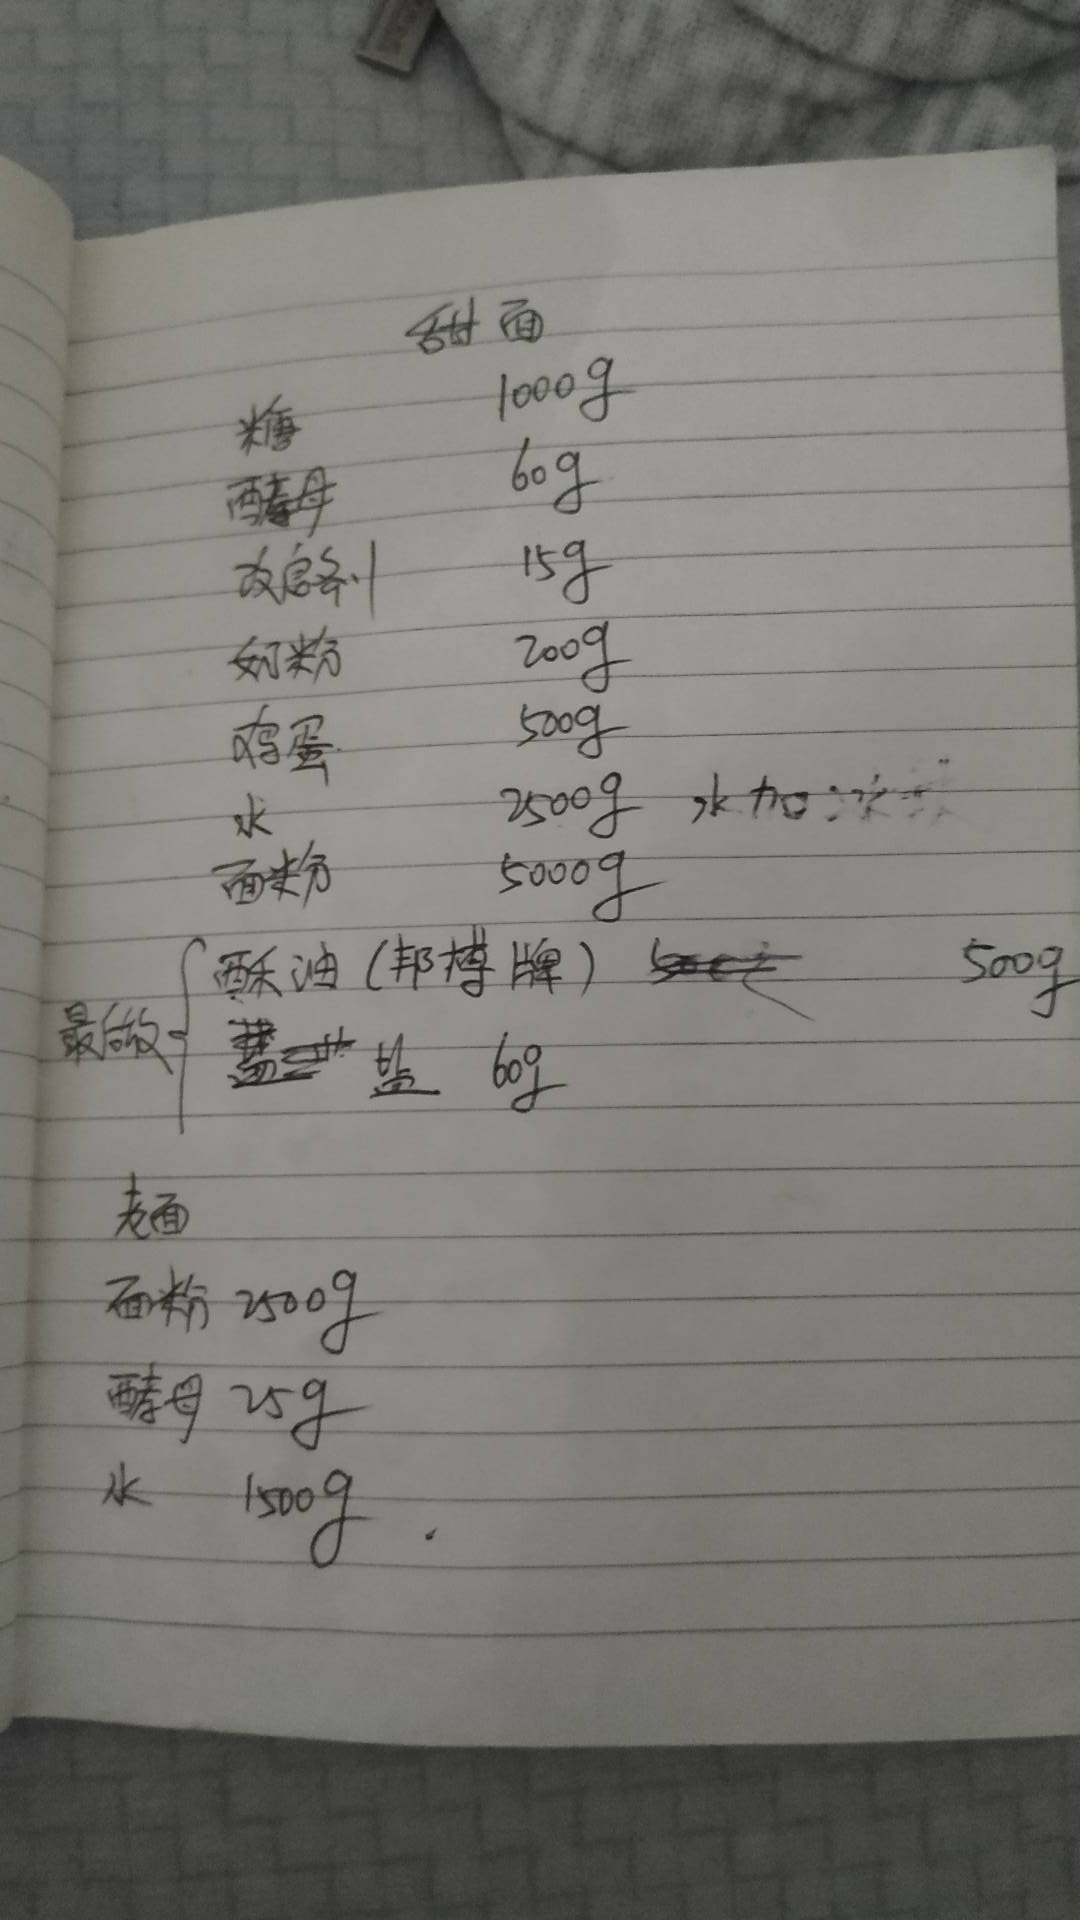 甜面
糖 1000g
酵母 60g
改良剂 15g
奶粉 200g
鸡蛋 500g
水 2500g 水加冰
面粉 5000g
最后放 酥油(邦博牌) 500g
盐 60g
老面
面粉 2500g
酵母 25g
水 1500g